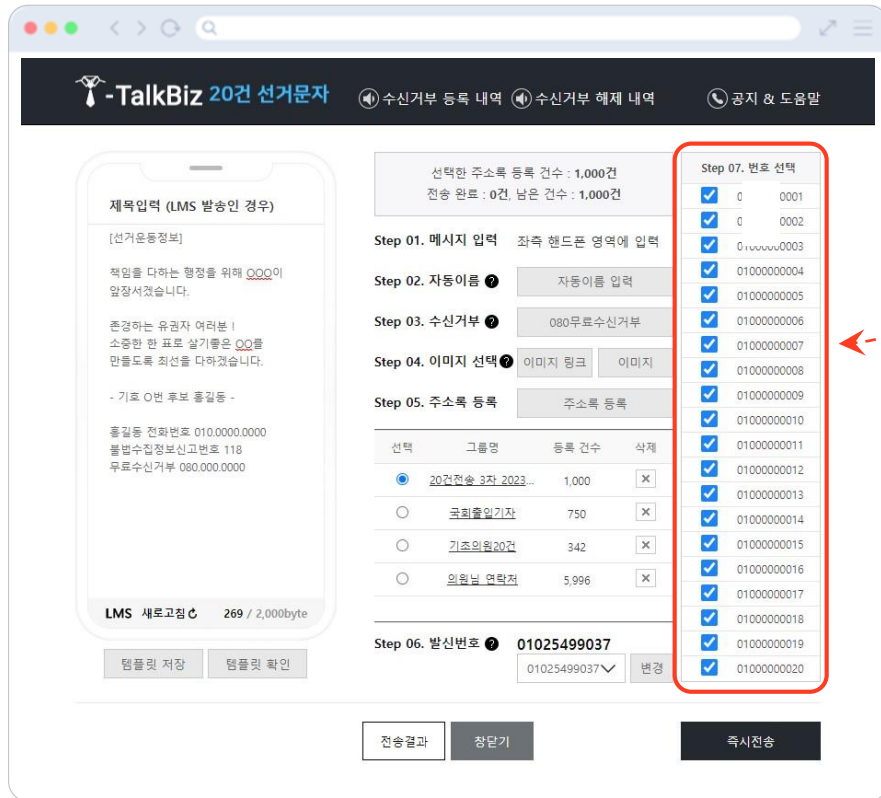 -TalkBiz 20건 선거문자
수신거부 등록 내역
수신거부 해제 내역
공지 & 도움말
제목입력 (LMS 발송인 경우)
[선거운동정보]
책임을 다하는 행정을 위해 OOO이
앞장서겠습니다.
존경하는 유권자 여러분 !
소중한 한 표로 살기좋은 OO를
만들도록 최선을 다하겠습니다.
- 기호 O번 후보 홍길동 -
홍길동 전화번호 010.0000.0000
불법수집정보신고번호 118
무료수신거부 080.000.0000
LMS 새로고침 269 / 2,000byte
템플릿 저장
템플릿 확인
선택한 주소록 등록 건수 : 1,000건
전송 완료 : 0건, 남은 건수 : 1,000건
Step 01. 메시지 입력 좌측 핸드폰 영역에 입력
Step 02. 자동이름 ? 자동이름 입력
Step 03. 수신거부 ? 080무료수신거부
Step 04. 이미지 선택 ? 이미지 링크 이미지
Step 05. 주소록 등록 주소록 등록
선택 그룹명 등록 건수 삭제
20건전송 3차 2023... 1,000
국회출입기자 750
기초의원20건 342
의원님 연락처 5,996
Step 06. 발신번호 ? 01025499037
01025499037 변경
Step 07. 번호 선택
0 0001
0 0002
01000000003
01000000004
01000000005
01000000006
01000000007
01000000008
01000000009
01000000010
01000000011
01000000012
01000000013
01000000014
01000000015
01000000016
01000000017
01000000018
01000000019
01000000020
전송결과
창닫기
즉시전송